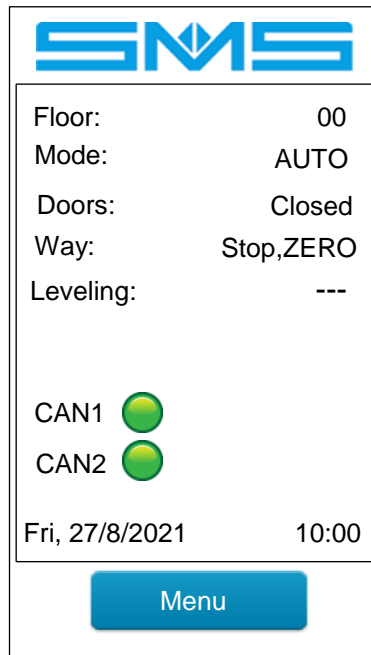 SMS
Floor: 00
Mode: AUTO
Doors: Closed
Way: Stop,ZERO
Leveling: ---
CAN1
CAN2
Fri, 27/8/2021 10:00
Menu